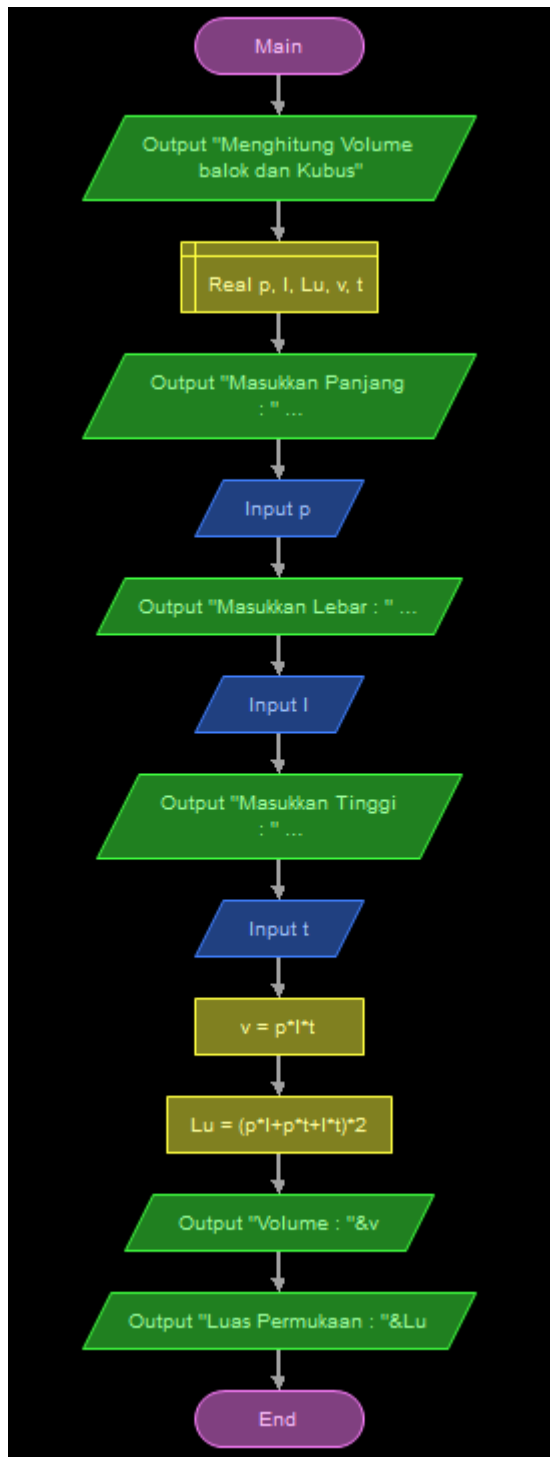 Main
Output "Menghitung Volume
balok dan Kubus"
Real p, l, Lu, v, t
Output "Masukkan Panjang
: " ...
Input p
Output "Masukkan Lebar : " ...
Input l
Output "Masukkan Tinggi
: " ...
Input t
v = p*l*t
Lu = (p*l+p*t+l*t)*2
Output "Volume : "&v
Output "Luas Permukaan : "&Lu
End